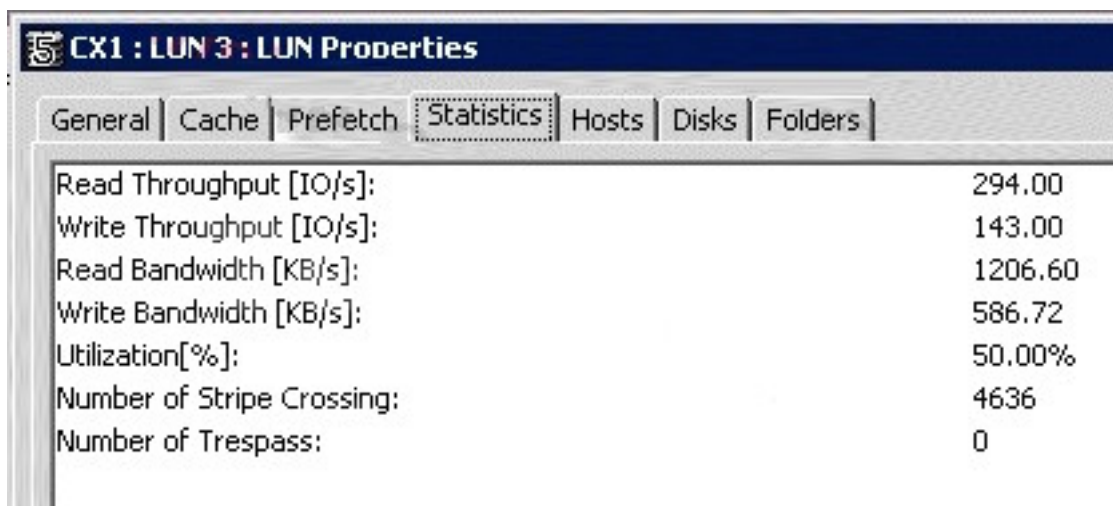 CX1 : LUN 3 : LUN Properties
General Cache Prefetch Statistics Hosts Disks Folders
Read Throughput [IO/s]: 294.00
Write Throughput [IO/s]: 143.00
Read Bandwidth [KB/s]: 1206.60
Write Bandwidth [KB/s]: 586.72
Utilization[%]: 50.00%
Number of Stripe Crossing: 4636
Number of Trespass: 0